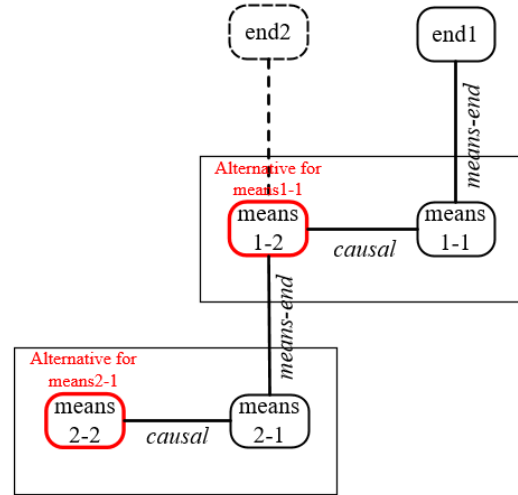 end2
end1
means-end
Alternative for
means1-1
means
1-2
causal
means
1-1
means-end
Alternative for
means2-1
means
2-2
causal
means
2-1